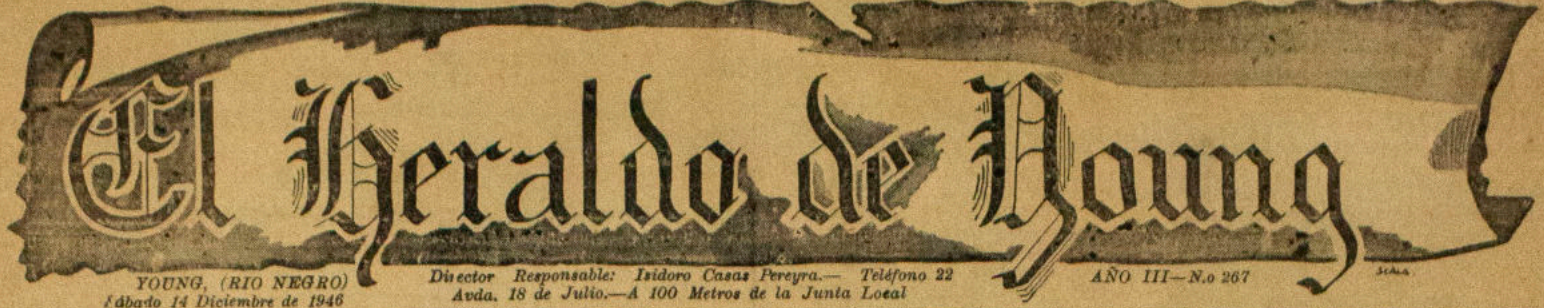 El Heraldo de Young
YOUNG, (RIO NEGRO)
Sábado 14 Diciembre de 1946
Director Responsable: Isidoro Casas Pereyra.— Teléfono 22
Avda. 18 de Julio.—A 100 Metros de la Junta Local
AÑO III—N.o 267
SCALA.